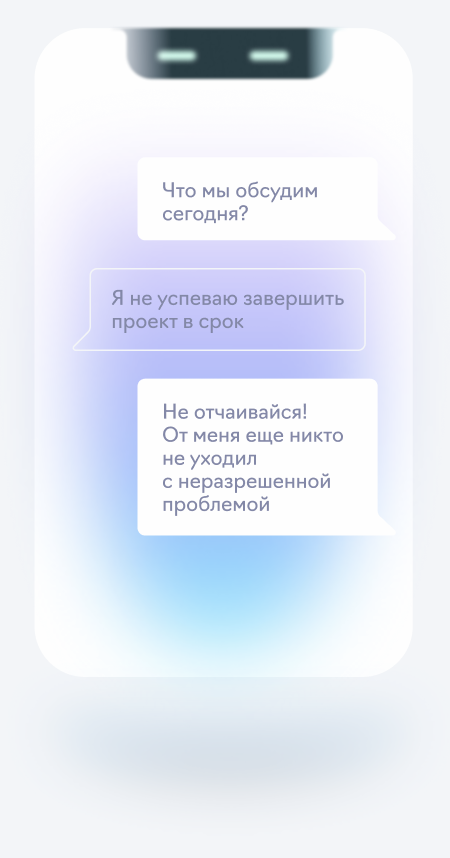 Что мы обсудим
сегодня?
Я не успеваю завершить
проект в срок
Не отчаивайся!
От меня еще никто
не уходил
с неразрешенной
проблемой